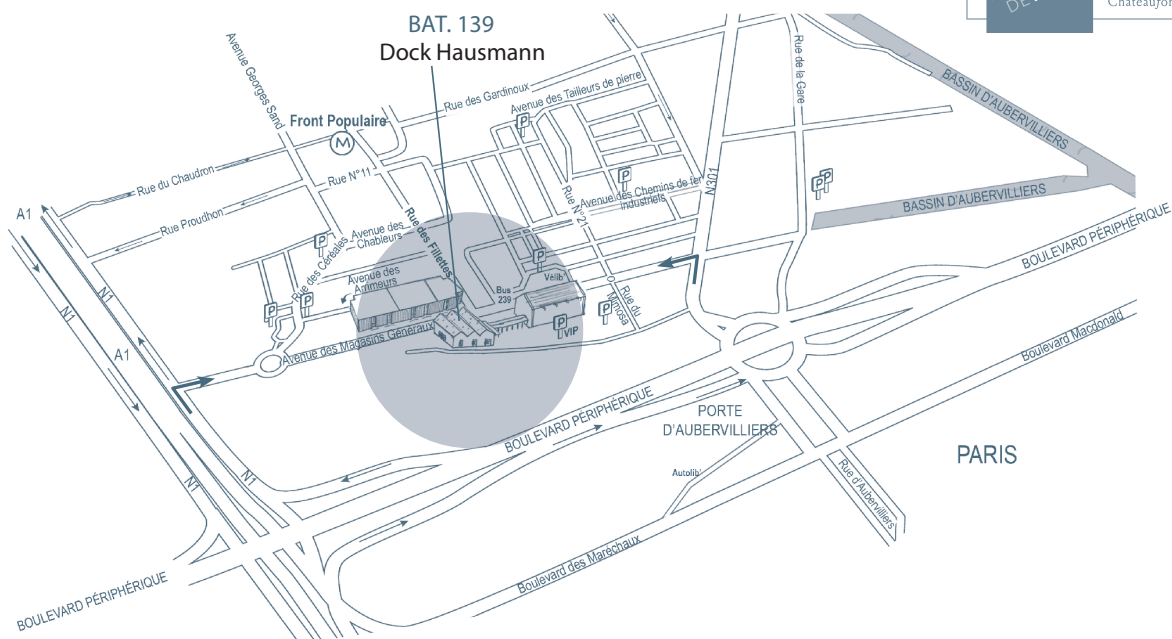 BAT. 139
Dock Hausmann
DE
Chateaufor
Avenue Georges Sand
Rue des Gardinoux
Avenue des Tailleurs de pierre
Rue de la Gare
BASSIN D'AUBERVILLIERS
Front Populaire
M
P
Rue du Chaudron
Rue N°11
P
Avenue des Chemins de fer
industriels
N301
P P
BASSIN D'AUBERVILLIERS
A1
Rue Proudhon
Rue des Fillettes
Rue N°21
BOULEVARD PÉRIPHÉRIQUE
P
Avenue des
Chableurs
Rue des Céréales
Avenue des
Arrimeurs
P
Vélib'
Bus
239
Rue du
Mimosa
N1
N1
P
P
P
P
VIP
Avenue des Magasins Généraux
A1
Boulevard Macdonald
BOULEVARD PÉRIPHÉRIQUE
PORTE
D'AUBERVILLIERS
PARIS
N1
N1
Autolib'
Rue d'Aubervilliers
Boulevard des Maréchaux
BOULEVARD PÉRIPHÉRIQUE